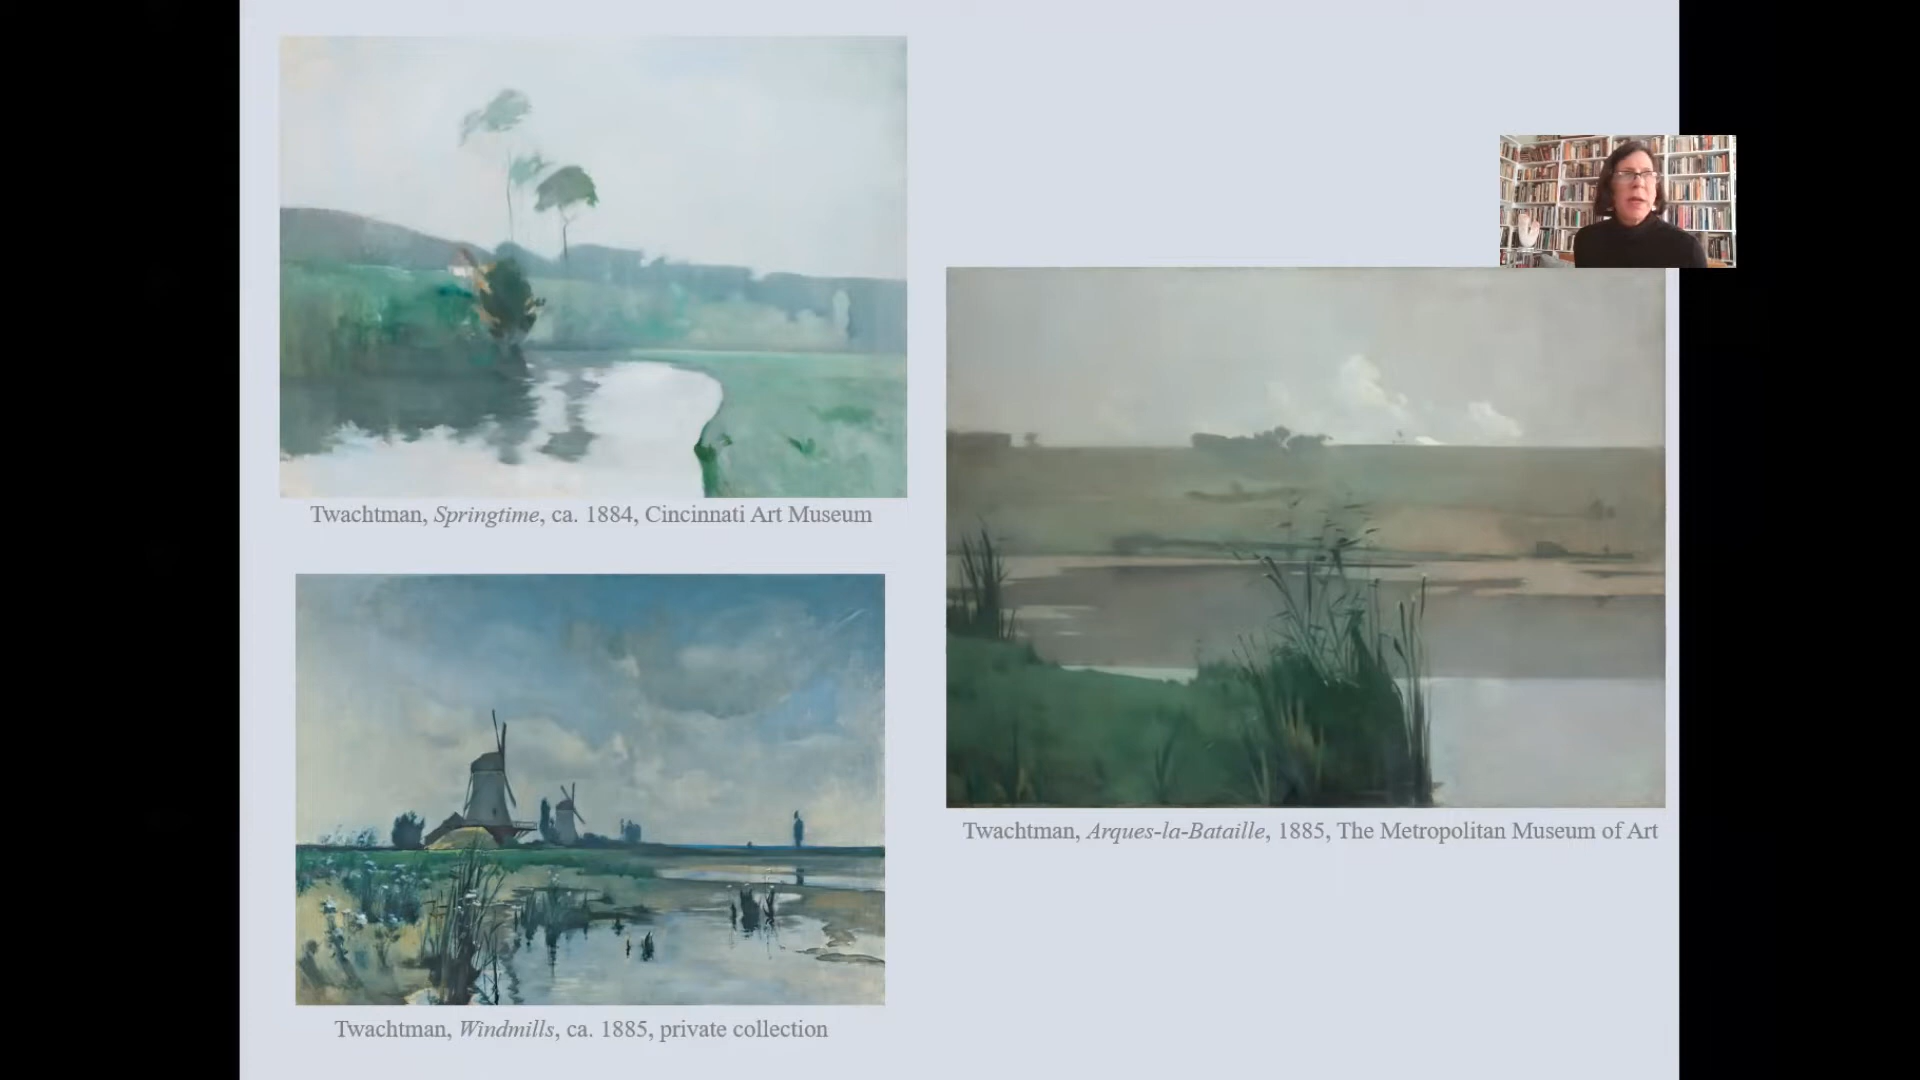 Twachtman, Springtime, ca. 1884, Cincinnati Art Museum
Twachtman, Arques-la-Bataille, 1885, The Metropolitan Museum of Art
Twachtman, Windmills, ca. 1885, private collection